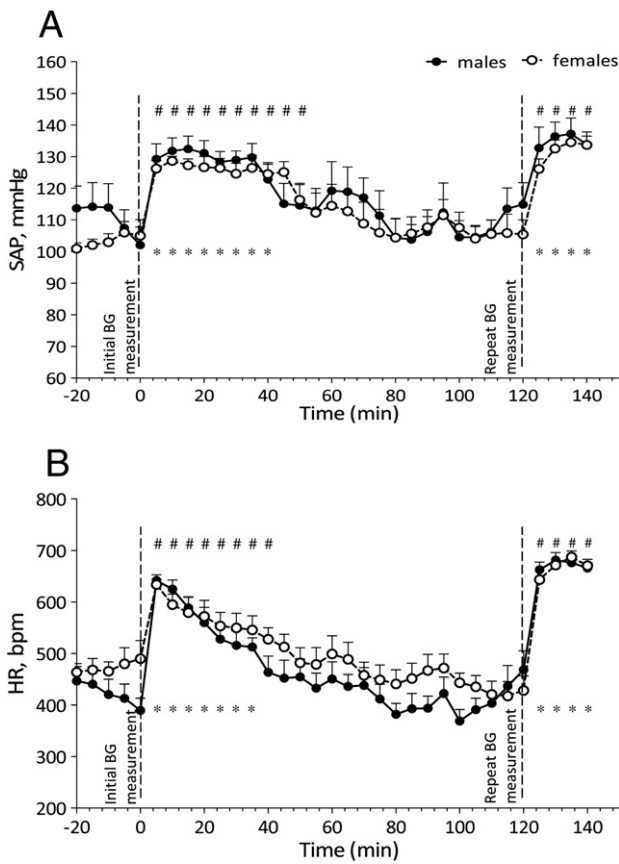 A
males females
160
150
# # # # # # # # # # # # # #
140
130
120
110
100
* * * * * * * * * * * *
90
80
70
60
SAP, mmHg
Initial BG
measurement
Repeat BG
measurement
-20 0 20 40 60 80 100 120 140
Time (min)
B
800
700
# # # # # # # # # # # #
600
500
400
* * * * * * * * * * *
300
200
HR, bpm
Initial BG
measurement
Repeat BG
measurement
-20 0 20 40 60 80 100 120 140
Time (min)